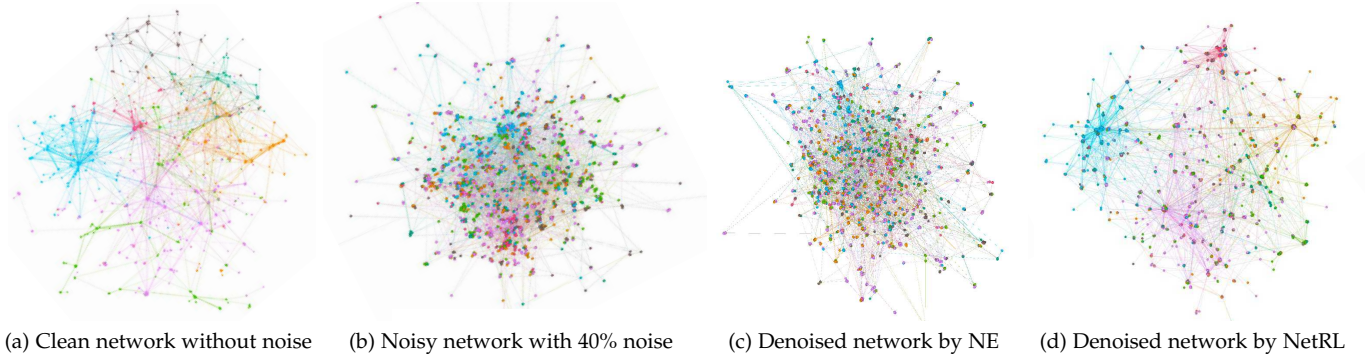 (a) Clean network without noise
(b) Noisy network with 40% noise
(c) Denoised network by NE
(d) Denoised network by NetRL